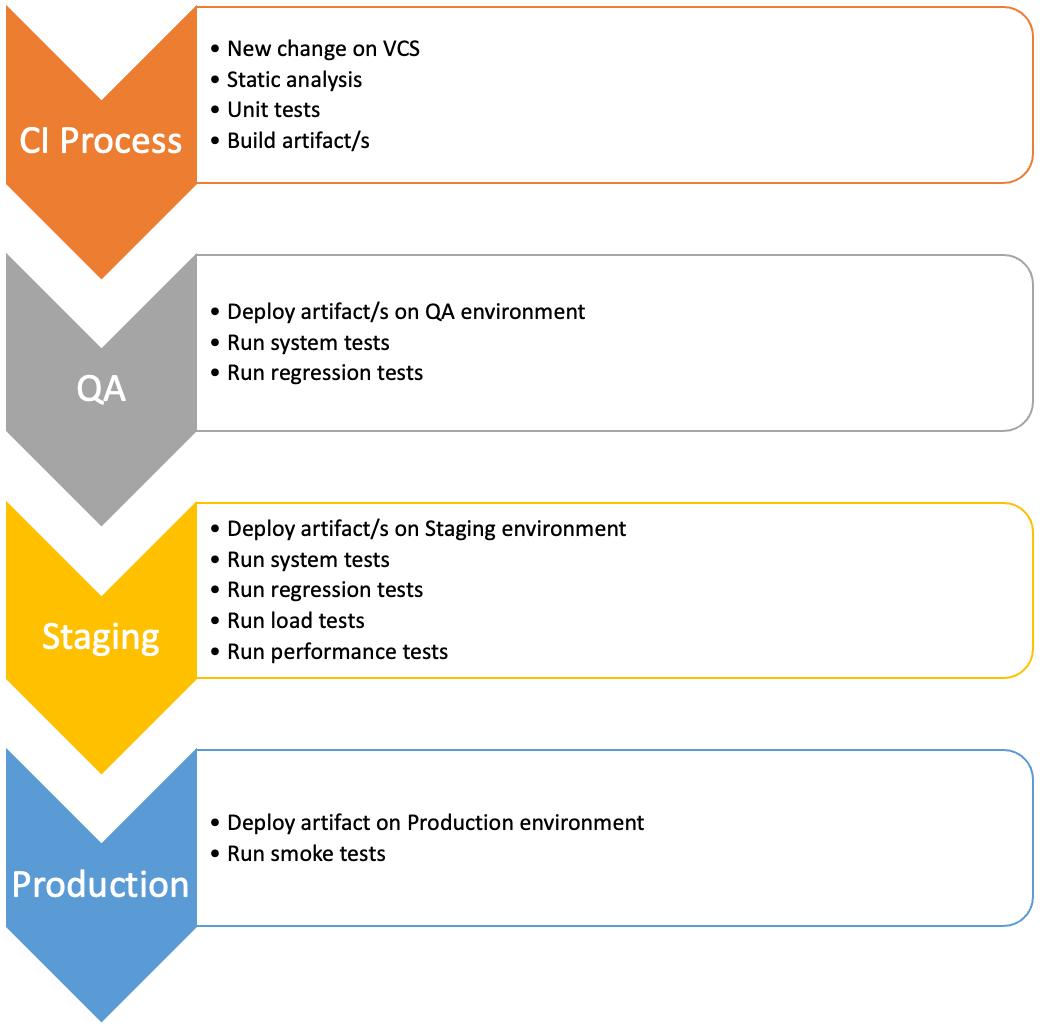 CI Process
• New change on VCS
• Static analysis
• Unit tests
• Build artifact/s
QA
• Deploy artifact/s on QA environment
• Run system tests
• Run regression tests
Staging
• Deploy artifact/s on Staging environment
• Run system tests
• Run regression tests
• Run load tests
• Run performance tests
Production
• Deploy artifact on Production environment
• Run smoke tests